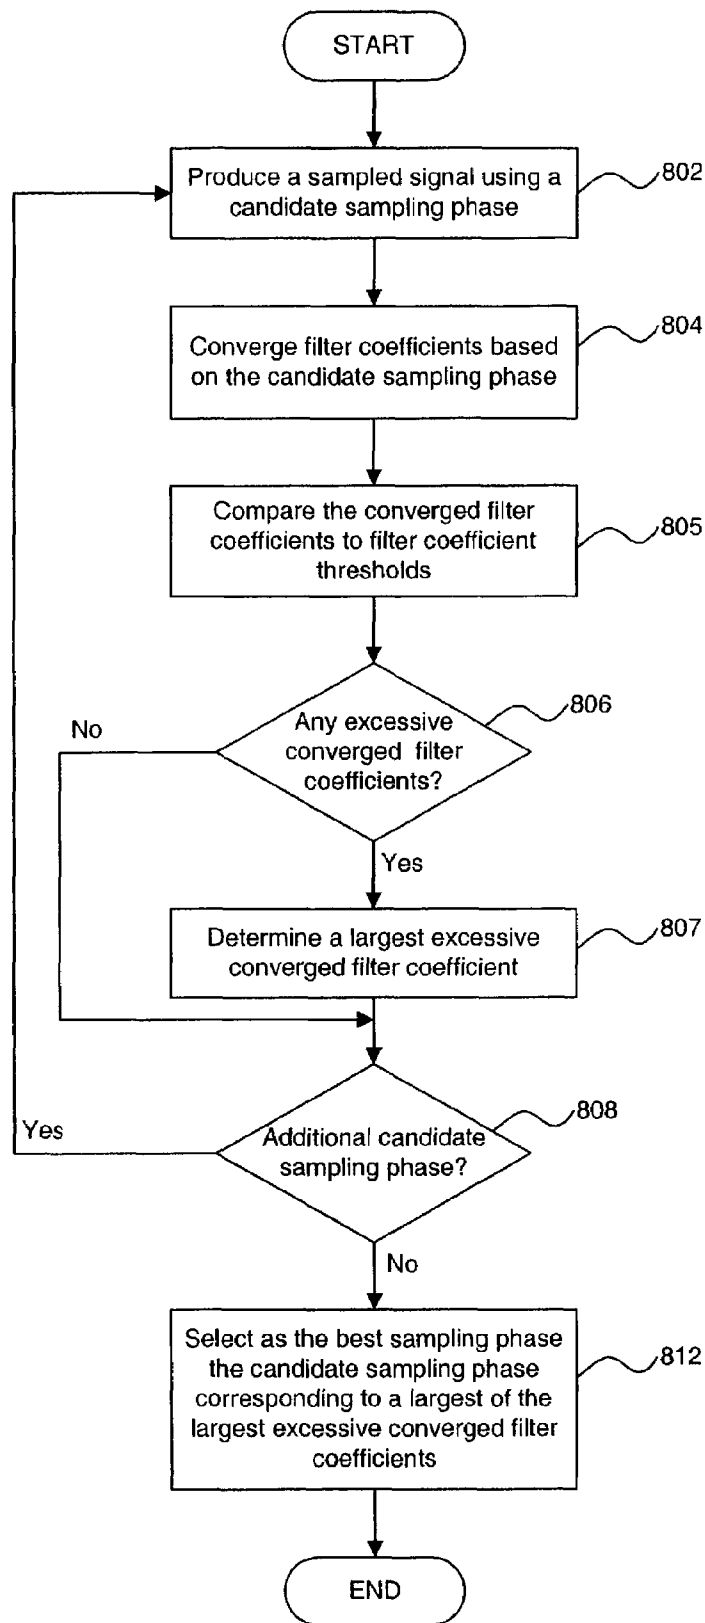 START
Produce a sampled signal using a
candidate sampling phase
802
Converge filter coefficients based
on the candidate sampling phase
804
Compare the converged filter
coefficients to filter coefficient
thresholds
805
Any excessive
converged filter
coefficients?
806
No
Yes
Determine a largest excessive
converged filter coefficient
807
Additional candidate
sampling phase?
808
Yes
No
Select as the best sampling phase
the candidate sampling phase
corresponding to a largest of the
largest excessive converged filter
coefficients
812
END